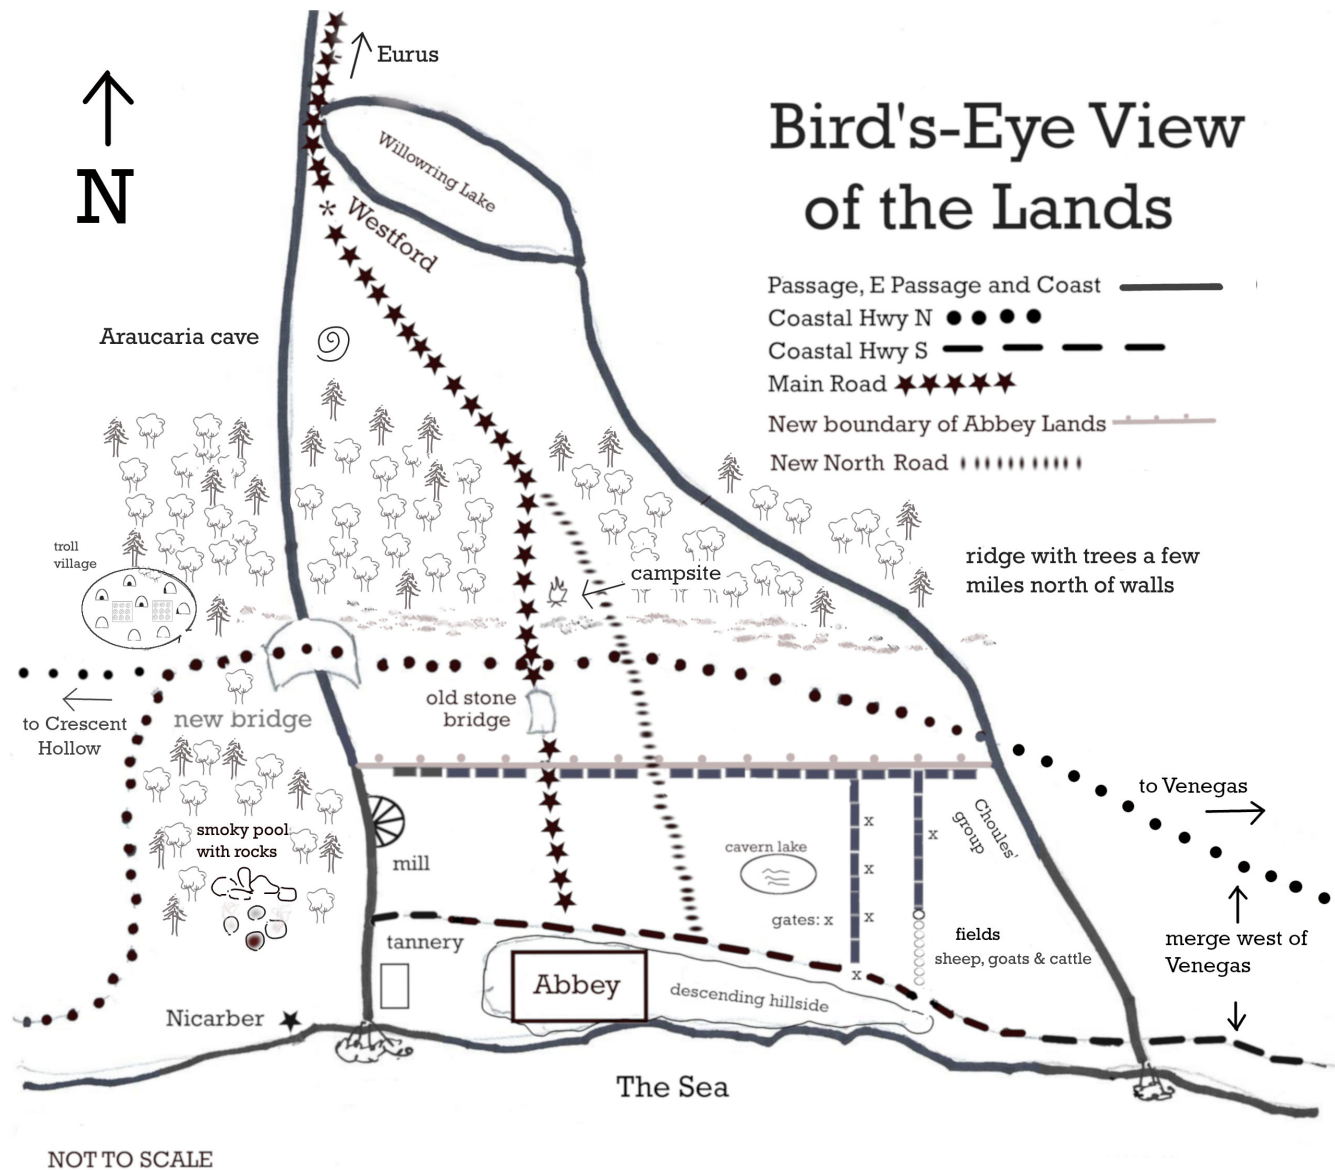 Eurus
Bird's-Eye View
of the Lands
N
Willowring Lake
Westford
Passage, E Passage and Coast
Coastal Hwy N
Coastal Hwy S
Main Road
New boundary of Abbey Lands
New North Road
Araucaria cave
troll
village
campsite
ridge with trees a few
miles north of walls
to Crescent
Hollow
new bridge
old stone
bridge
to Venegas
Choules'
group
smoky pool
with rocks
mill
cavern lake
x
x
x
gates: x
x
x
tannery
fields
sheep, goats & cattle
merge west of
Venegas
Abbey
descending hillside
Nicarber
The Sea
NOT TO SCALE